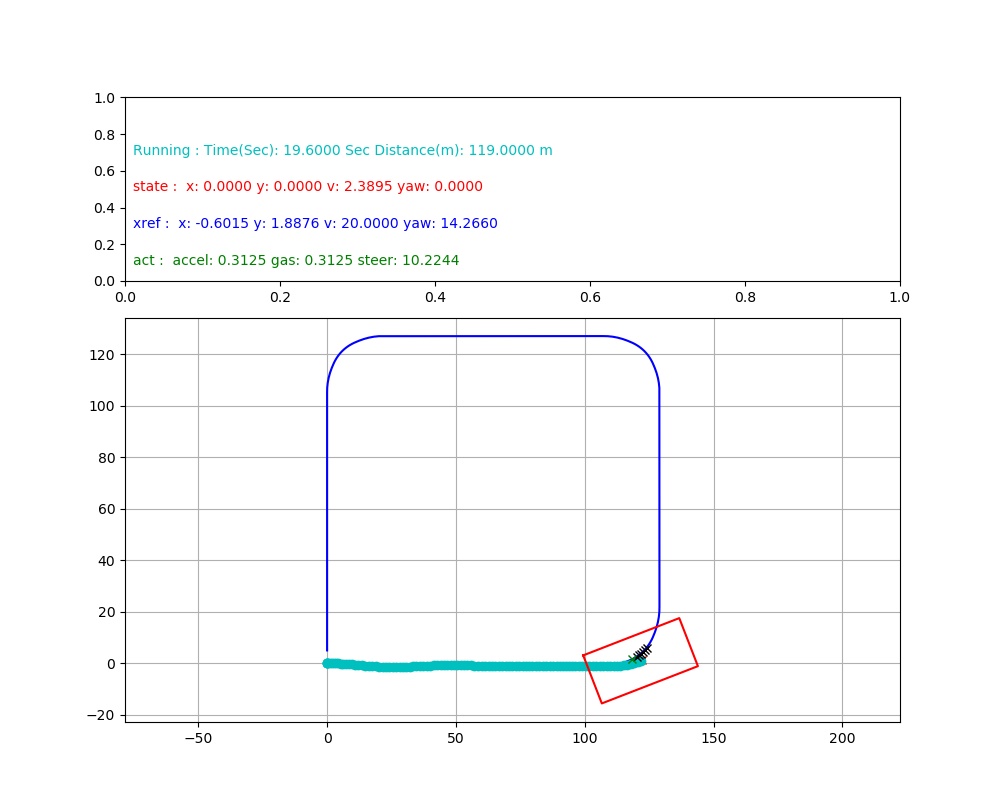 1.0
0.8
Running : Time(Sec): 19.6000 Sec Distance(m): 119.0000 m
0.6
state :  x: 0.0000 y: 0.0000 v: 2.3895 yaw: 0.0000
0.4
xref :  x: -0.6015 y: 1.8876 v: 20.0000 yaw: 14.2660
0.2
act :  accel: 0.3125 gas: 0.3125 steer: 10.2244
0.0
0.0 0.2 0.4 0.6 0.8 1.0
120
100
80
60
40
20
0
−20
−50 0 50 100 150 200